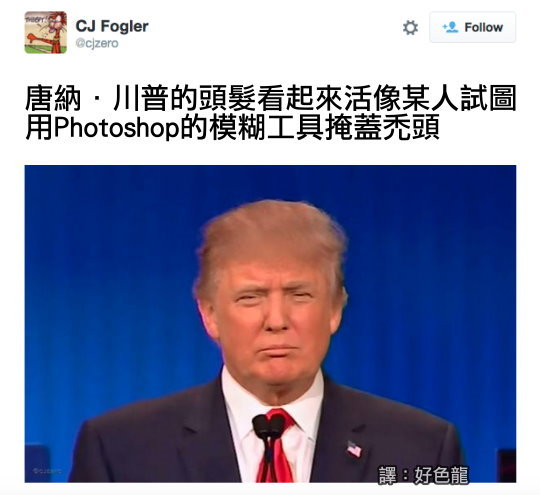 CJ Fogler
@cjzero
Follow
唐納．川普的頭髮看起來活像某人試圖
用Photoshop的模糊工具掩蓋禿頭
@cjzero
譯：好色龍